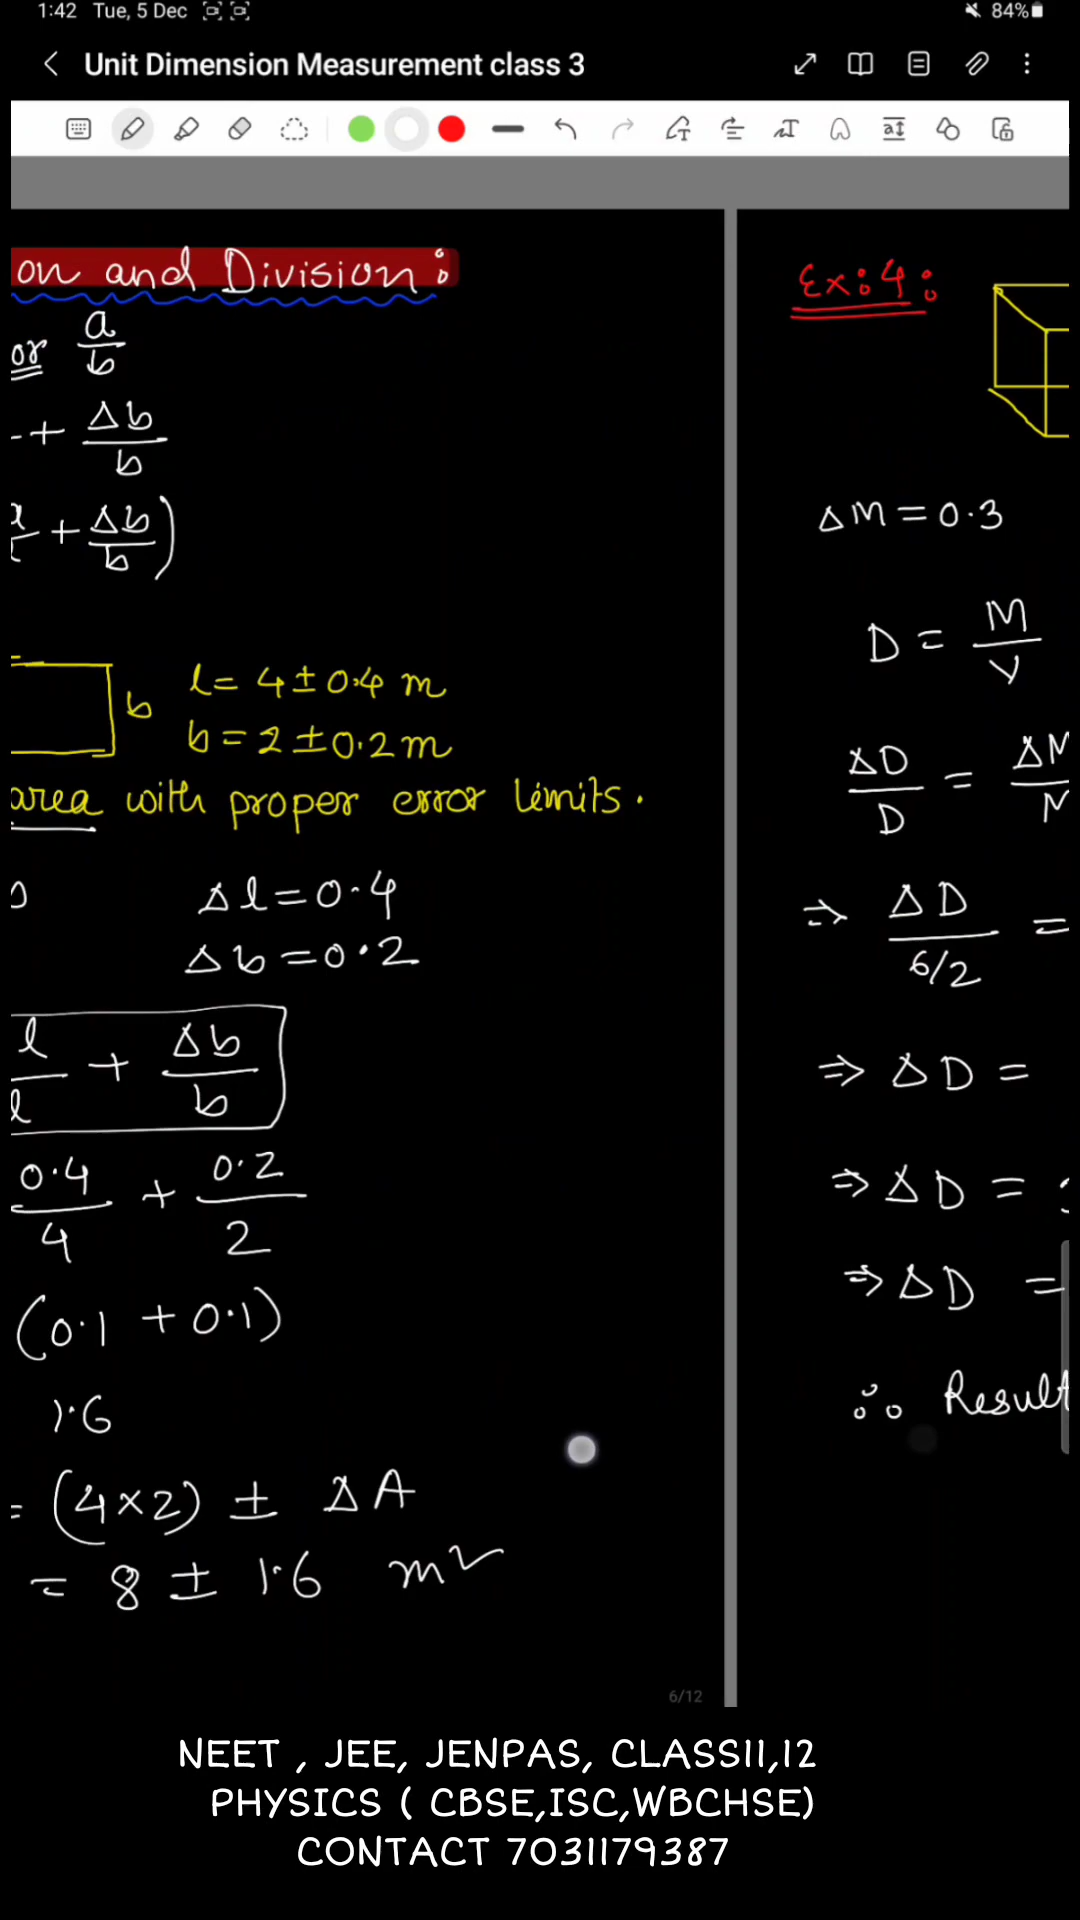 1:42 Tue, 5 Dec
84%
Unit Dimension Measurement class 3
on and Division:
or a/b
+ Δb/b
+ Δb/b)
b
l = 4 ± 0.4 m
b = 2 ± 0.2 m
area with proper error limits.
Δl = 0.4
Δb = 0.2
l/l + Δb/b
0.4/4 + 0.2/2
(0.1 + 0.1)
1.6
= (4×2) ± ΔA
= 8 ± 1.6 m²
6/12
Ex: 4:
ΔM = 0.3
D = M/V
ΔD/D = ΔM/M
⇒ ΔD/6/2 =
⇒ ΔD =
⇒ ΔD =
⇒ ΔD =
∴ Result
NEET , JEE, JENPAS, CLASS11,12
PHYSICS ( CBSE,ISC,WBCHSE)
CONTACT 7031179387